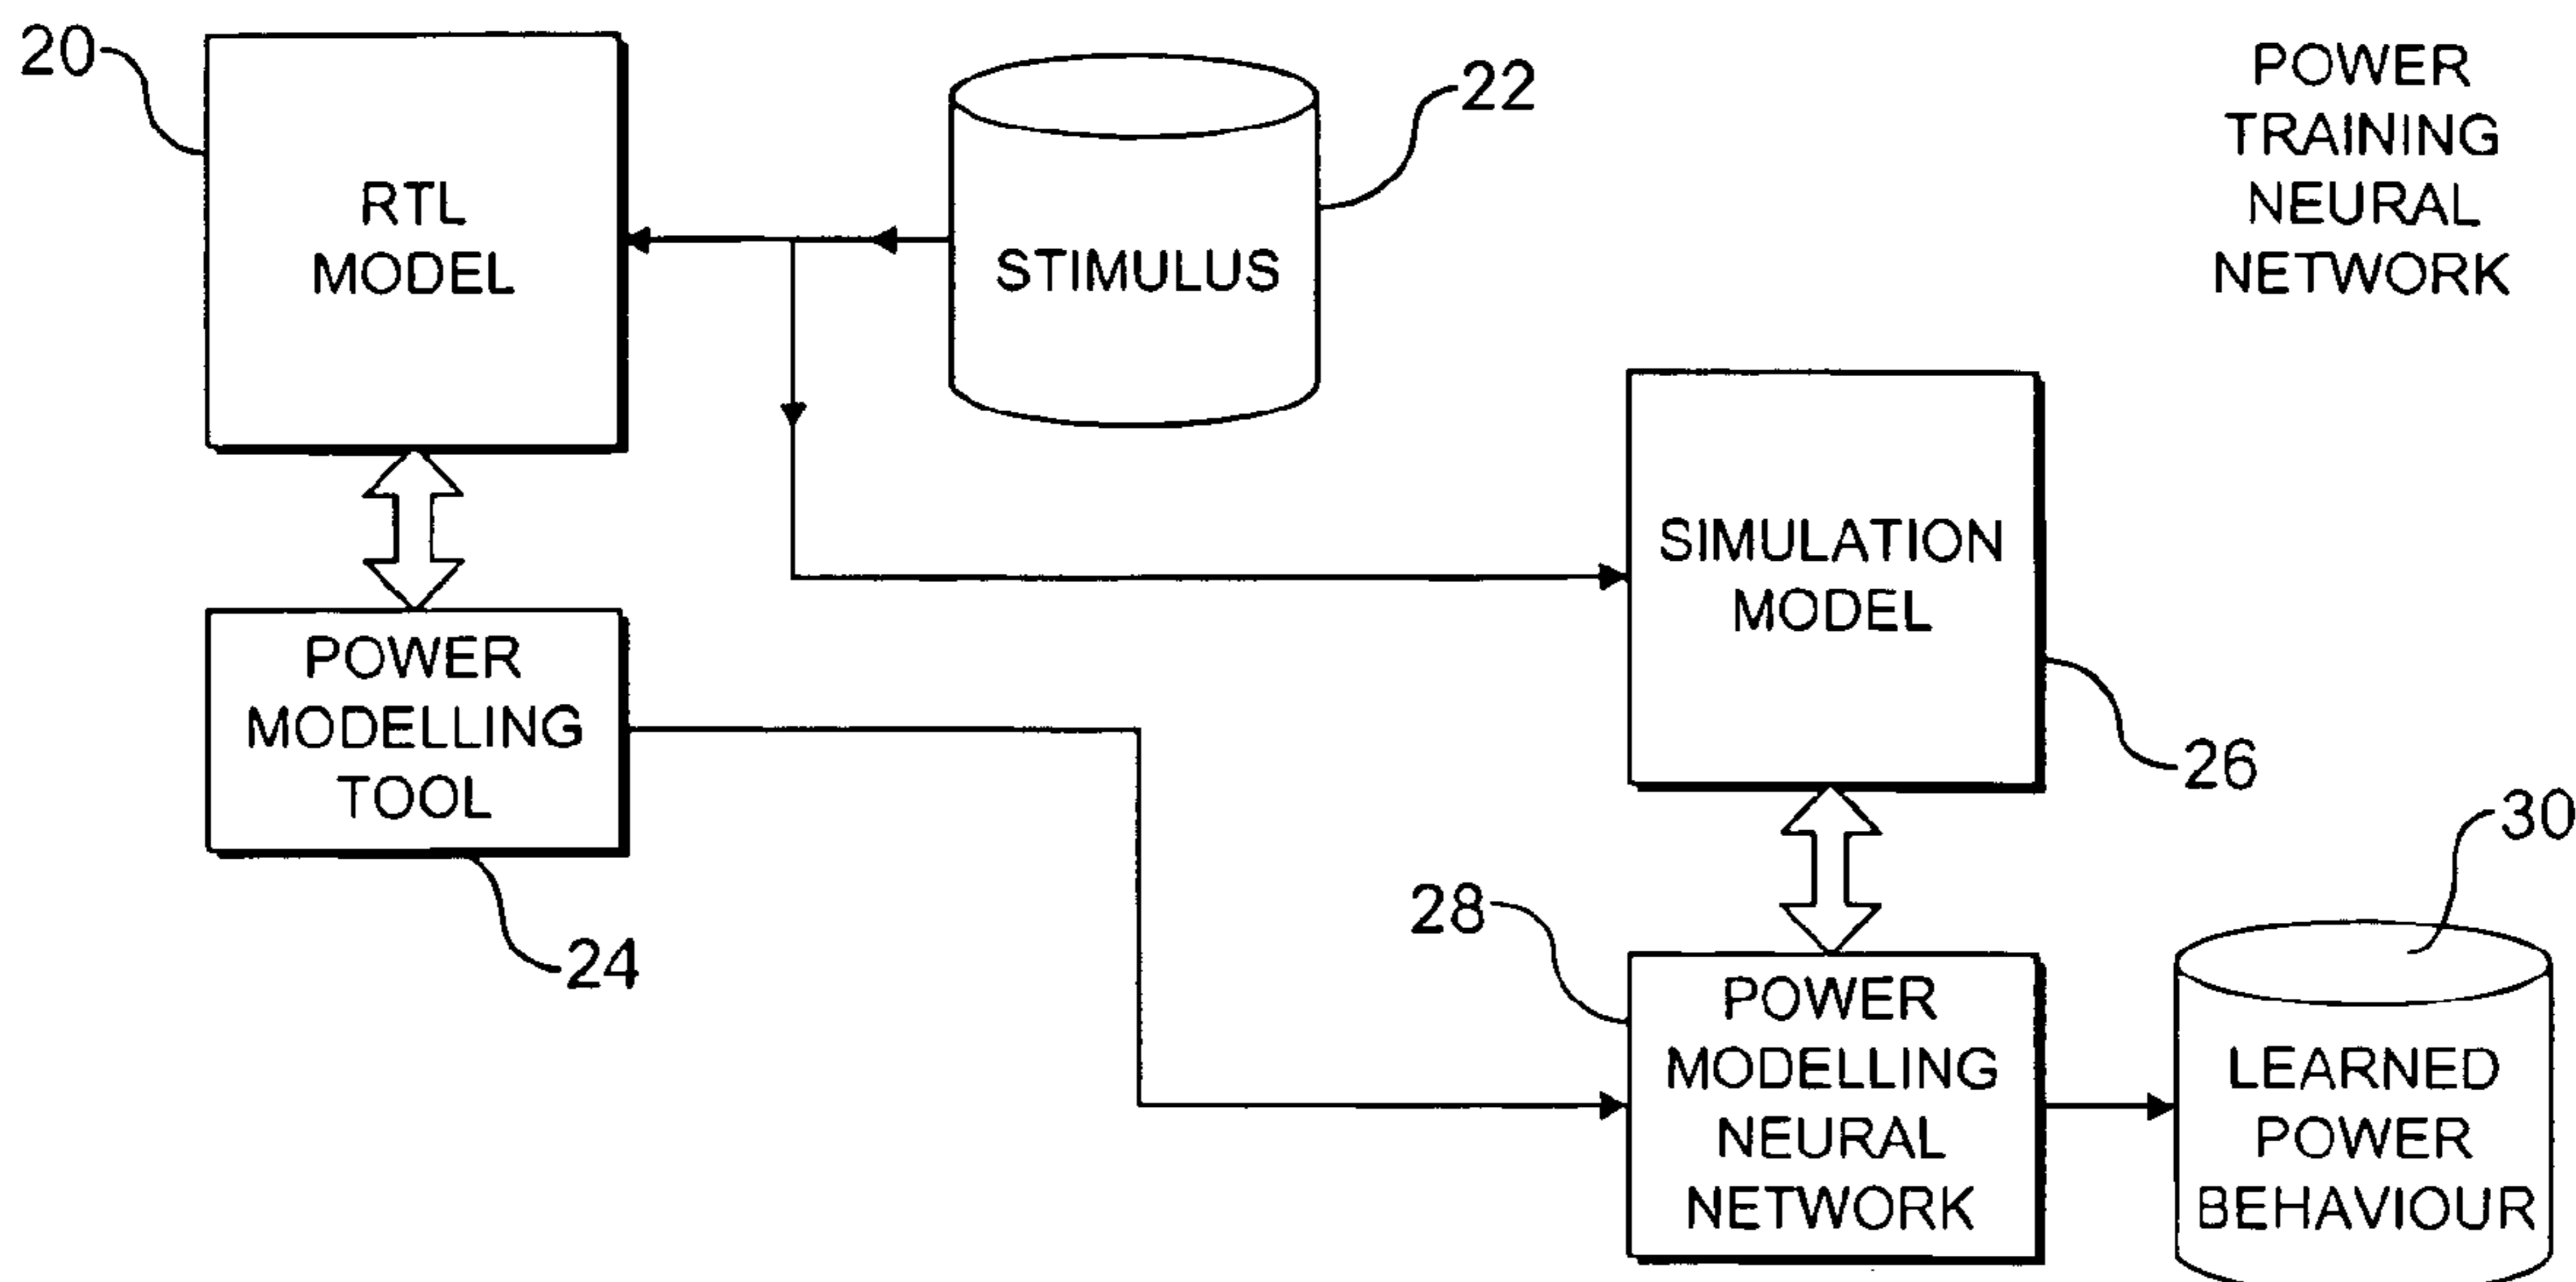 20
RTL
MODEL
STIMULUS
22
POWER
TRAINING
NEURAL
NETWORK
POWER
MODELLING
TOOL
24
SIMULATION
MODEL
26
28
POWER
MODELLING
NEURAL
NETWORK
30
LEARNED
POWER
BEHAVIOUR